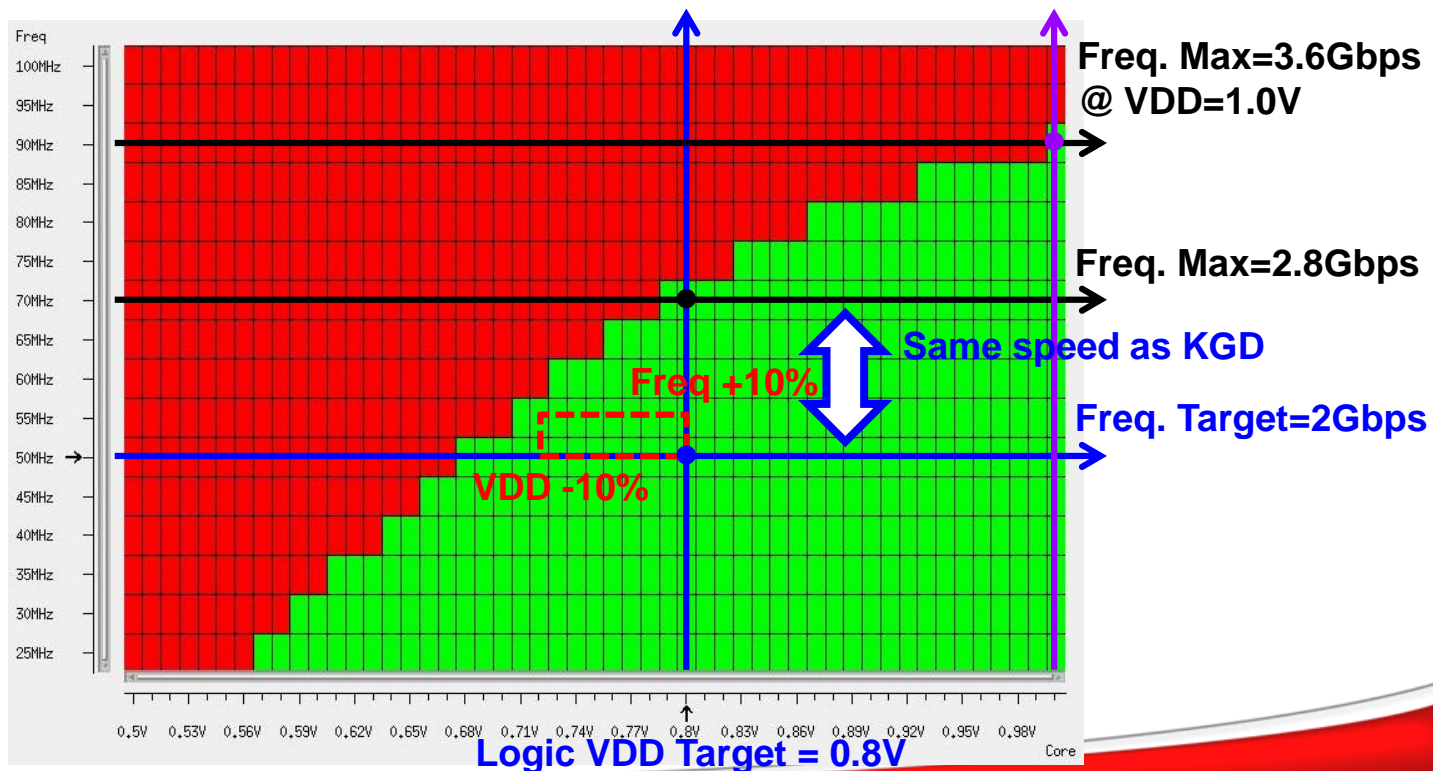 Freq
100MHz
95MHz
90MHz
85MHz
80MHz
75MHz
70MHz
65MHz
60MHz
55MHz
50MHz
45MHz
40MHz
35MHz
30MHz
25MHz
Freq. Max=3.6Gbps
@ VDD=1.0V
Freq. Max=2.8Gbps
Same speed as KGD
Freq +10%
Freq. Target=2Gbps
VDD -10%
0.5V 0.53V 0.56V 0.59V 0.62V 0.65V 0.68V 0.71V 0.74V 0.77V 0.8V 0.83V 0.86V 0.89V 0.92V 0.95V 0.98V
Core
Logic VDD Target = 0.8V